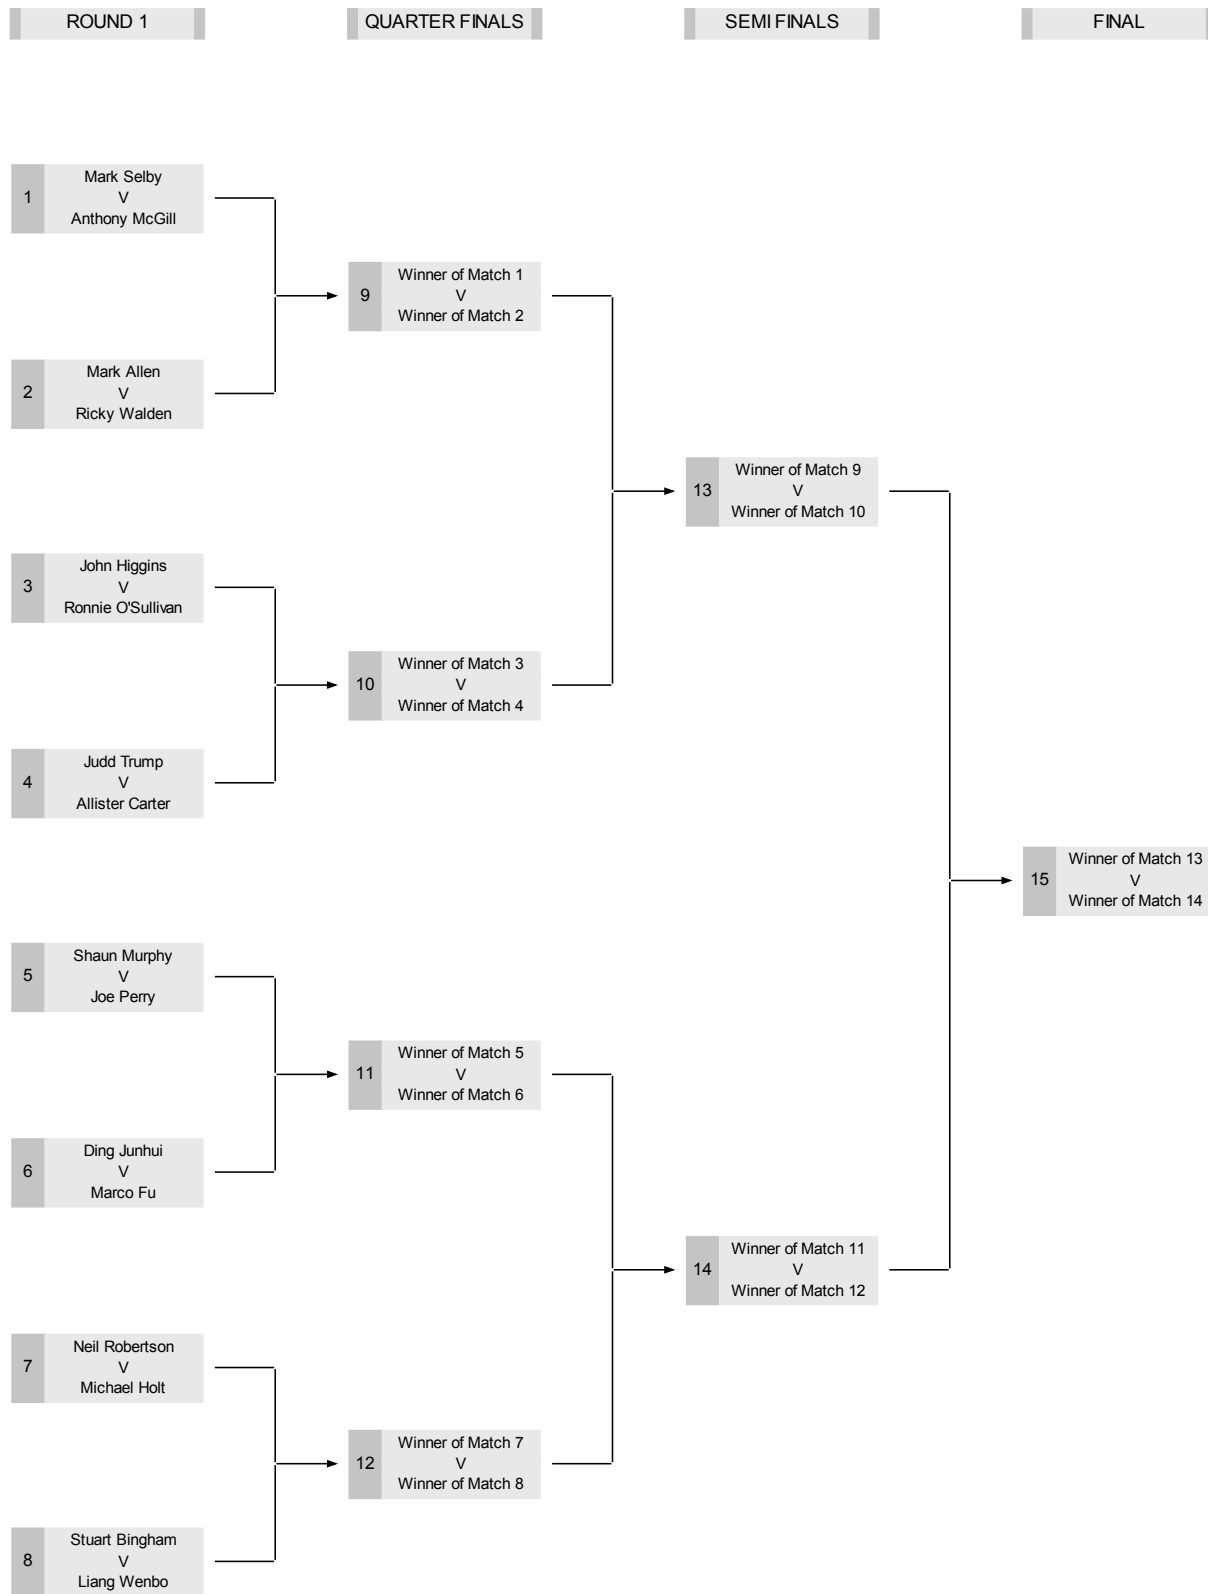 ROUND 1
QUARTER FINALS
SEMI FINALS
FINAL
1
Mark Selby
V
Anthony McGill
2
Mark Allen
V
Ricky Walden
3
John Higgins
V
Ronnie O'Sullivan
4
Judd Trump
V
Allister Carter
5
Shaun Murphy
V
Joe Perry
6
Ding Junhui
V
Marco Fu
7
Neil Robertson
V
Michael Holt
8
Stuart Bingham
V
Liang Wenbo
9
Winner of Match 1
V
Winner of Match 2
10
Winner of Match 3
V
Winner of Match 4
11
Winner of Match 5
V
Winner of Match 6
12
Winner of Match 7
V
Winner of Match 8
13
Winner of Match 9
V
Winner of Match 10
14
Winner of Match 11
V
Winner of Match 12
15
Winner of Match 13
V
Winner of Match 14